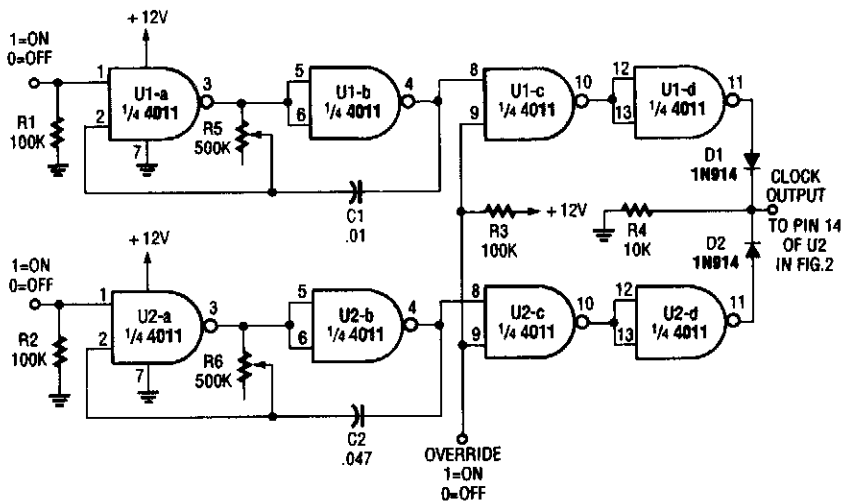 +12V
1=ON
0=OFF
1
2
3
7
U1-a
¼ 4011
R1
100K
R5
500K
5
6
4
U1-b
¼ 4011
C1
.01
8
9
10
U1-c
¼ 4011
12
13
11
U1-d
¼ 4011
D1
1N914
CLOCK
OUTPUT
TO PIN 14
OF U2
IN FIG.2
R3
100K
+12V
R4
10K
D2
1N914
+12V
1=ON
0=OFF
1
2
3
7
U2-a
¼ 4011
R2
100K
R6
500K
5
6
4
U2-b
¼ 4011
C2
.047
8
9
10
U2-c
¼ 4011
12
13
11
U2-d
¼ 4011
OVERRIDE
1=ON
0=OFF